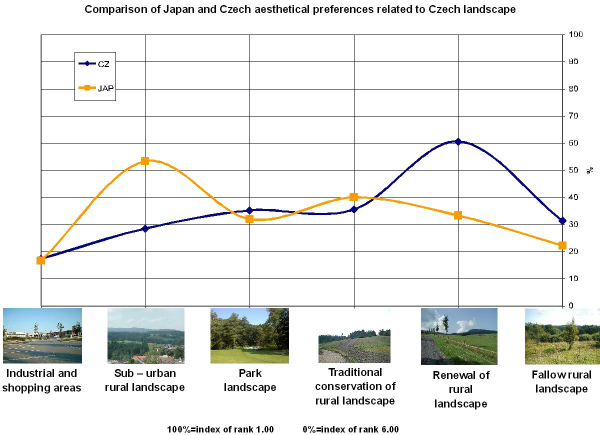 Comparison of Japan and Czech aesthetical preferences related to Czech landscape
CZ
JAP
100
90
80
70
60
50
40
30
20
10
0
%
Industrial and
shopping areas
Sub – urban
rural landscape
Park
landscape
Traditional
conservation of
rural landscape
Renewal of
rural
landscape
Fallow rural
landscape
100%=index of rank 1.00
0%=index of rank 6.00